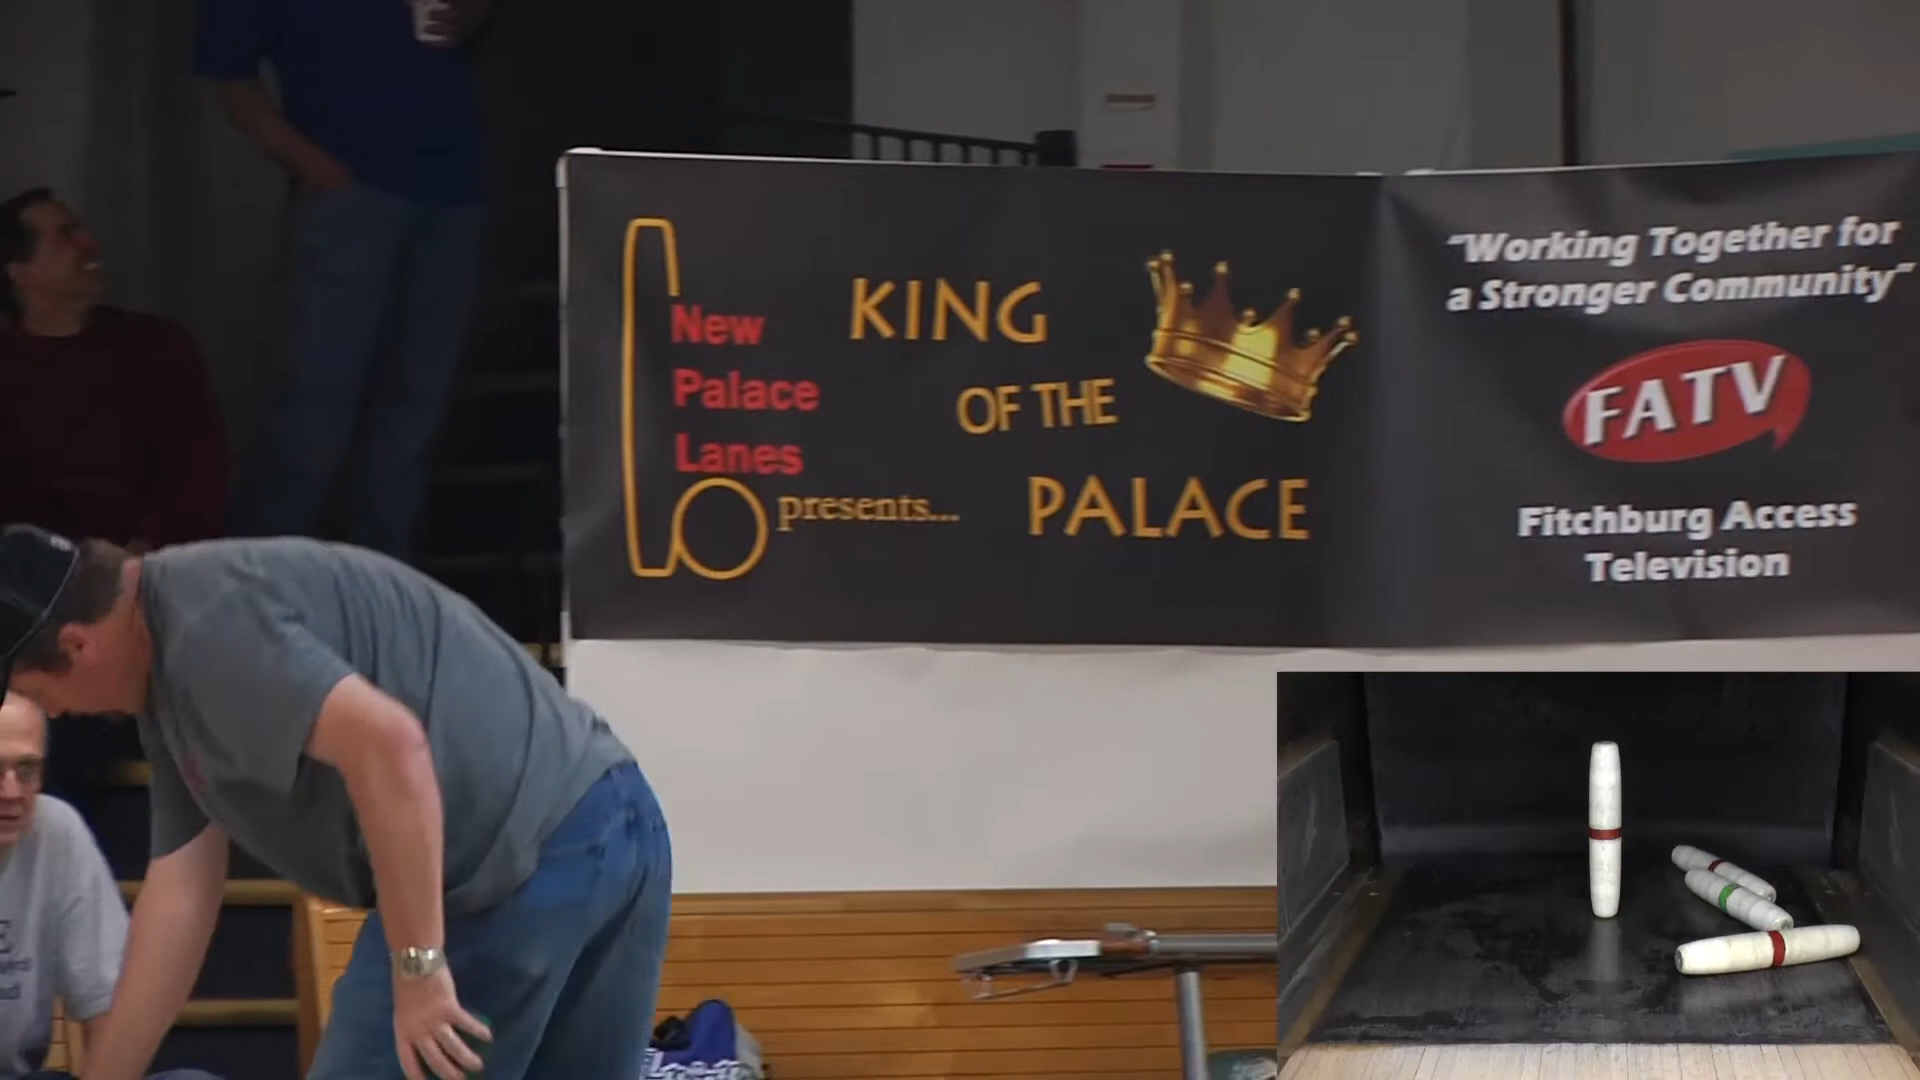 New
Palace
Lanes
presents...
KING
OF THE
PALACE
"Working Together for
a Stronger Community"
FATV
Fitchburg Access
Television